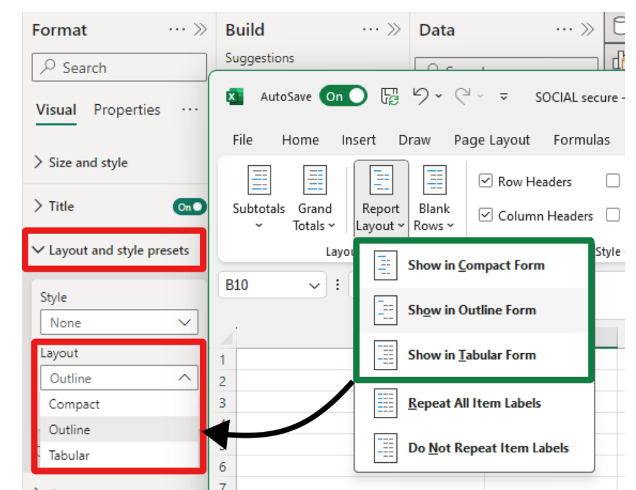 Format
Build
Data
Search
Suggestions
Visual
Properties
AutoSave
On
SOCIAL secure -
File
Home
Insert
Draw
Page Layout
Formulas
Size and style
Title
On
Layout and style presets
Style
None
Layout
Outline
Compact
Outline
Tabular
Subtotals
Grand
Totals
Report
Layout
Blank
Rows
Row Headers
Column Headers
Style
B10
Show in Compact Form
Show in Outline Form
Show in Tabular Form
Repeat All Item Labels
Do Not Repeat Item Labels
1
2
3
6
7